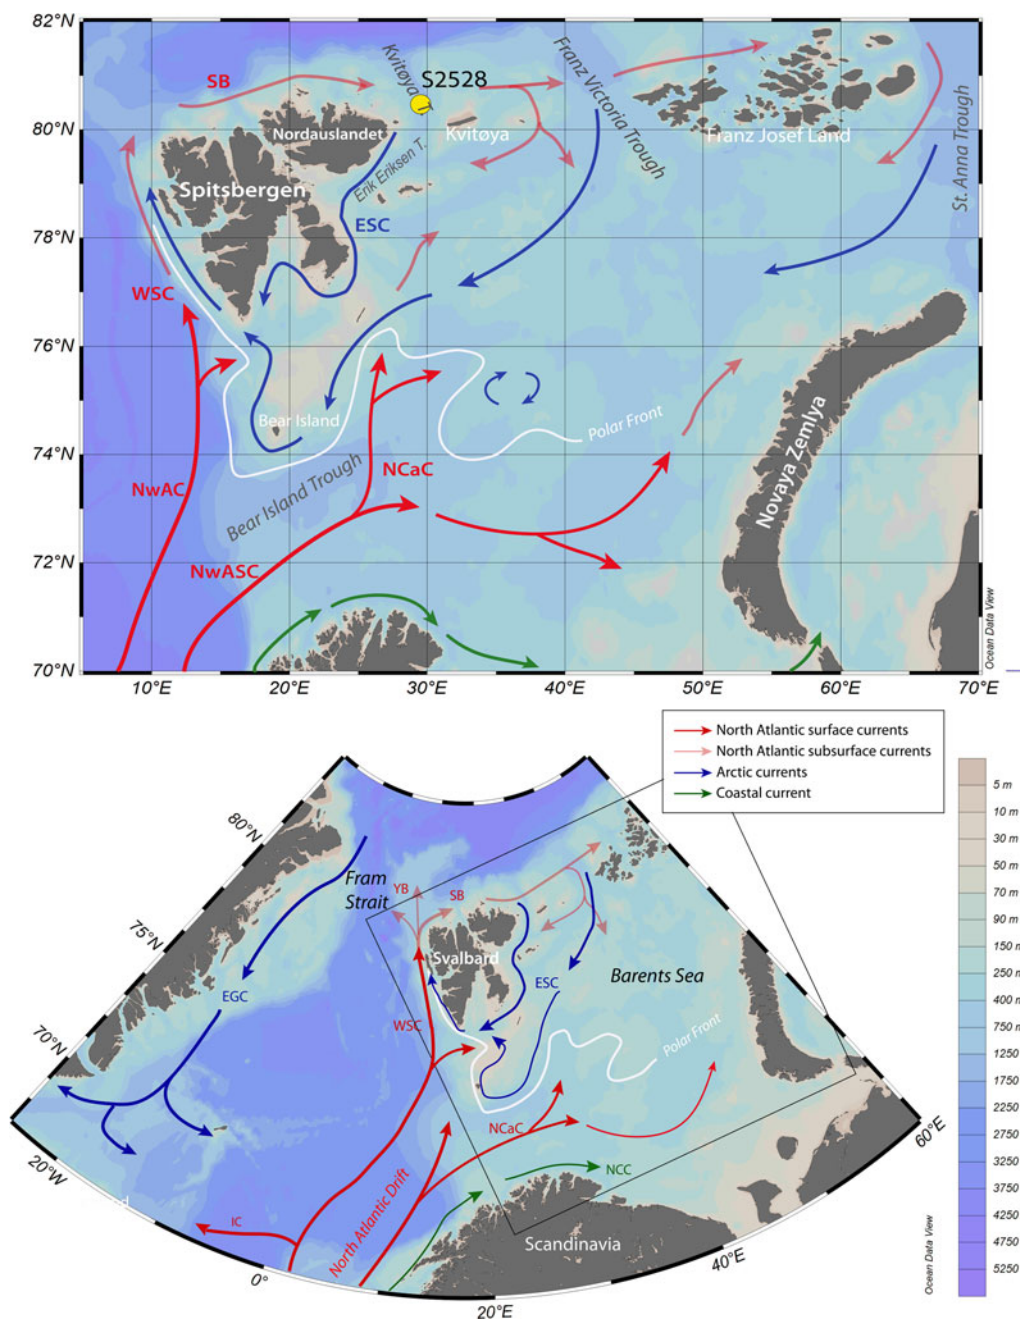 82°N
80°N
78°N
76°N
74°N
72°N
70°N
10°E
20°E
30°E
40°E
50°E
60°E
70°E
SB
Kvitøya T.
S2528
Franz Victoria Trough
Nordauslandet
Kvitøya
Franz Josef Land
St. Anna Trough
Erik Eriksen T.
Spitsbergen
ESC
WSC
Bear Island
Polar Front
Novaya Zemlya
NwAC
Bear Island Trough
NCaC
NwASC
Ocean Data View
North Atlantic surface currents
North Atlantic subsurface currents
Arctic currents
Coastal current
5 m
10 m
30 m
50 m
70 m
90 m
150 m
250 m
400 m
750 m
1250
1750
2250
2750
3250
3750
4250
4750
5250
80°N
75°N
70°N
20°W
0°
20°E
40°E
60°E
Fram
Strait
YB
SB
Svalbard
ESC
Barents Sea
EGC
WSC
Polar Front
NCaC
NCC
North Atlantic Drift
IC
Scandinavia
Ocean Data View